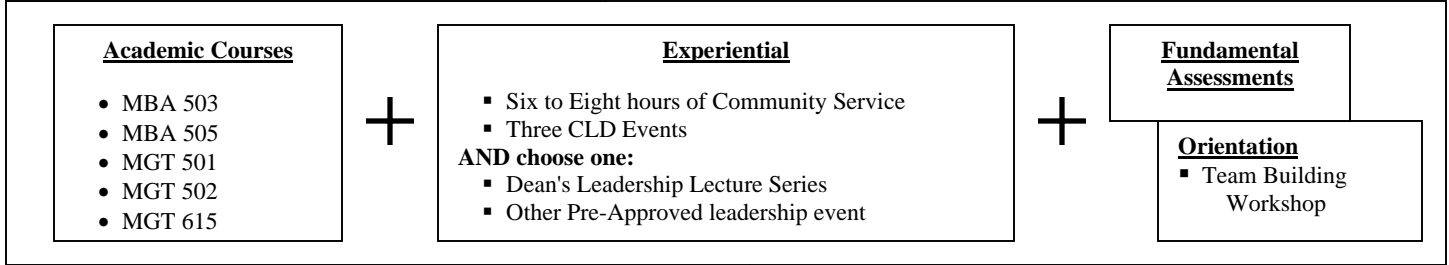 Academic Courses
• MBA 503
• MBA 505
• MGT 501
• MGT 502
• MGT 615
+
Experiential
▪ Six to Eight hours of Community Service
▪ Three CLD Events
AND choose one:
▪ Dean's Leadership Lecture Series
▪ Other Pre-Approved leadership event
+
Fundamental
Assessments
Orientation
▪ Team Building
Workshop